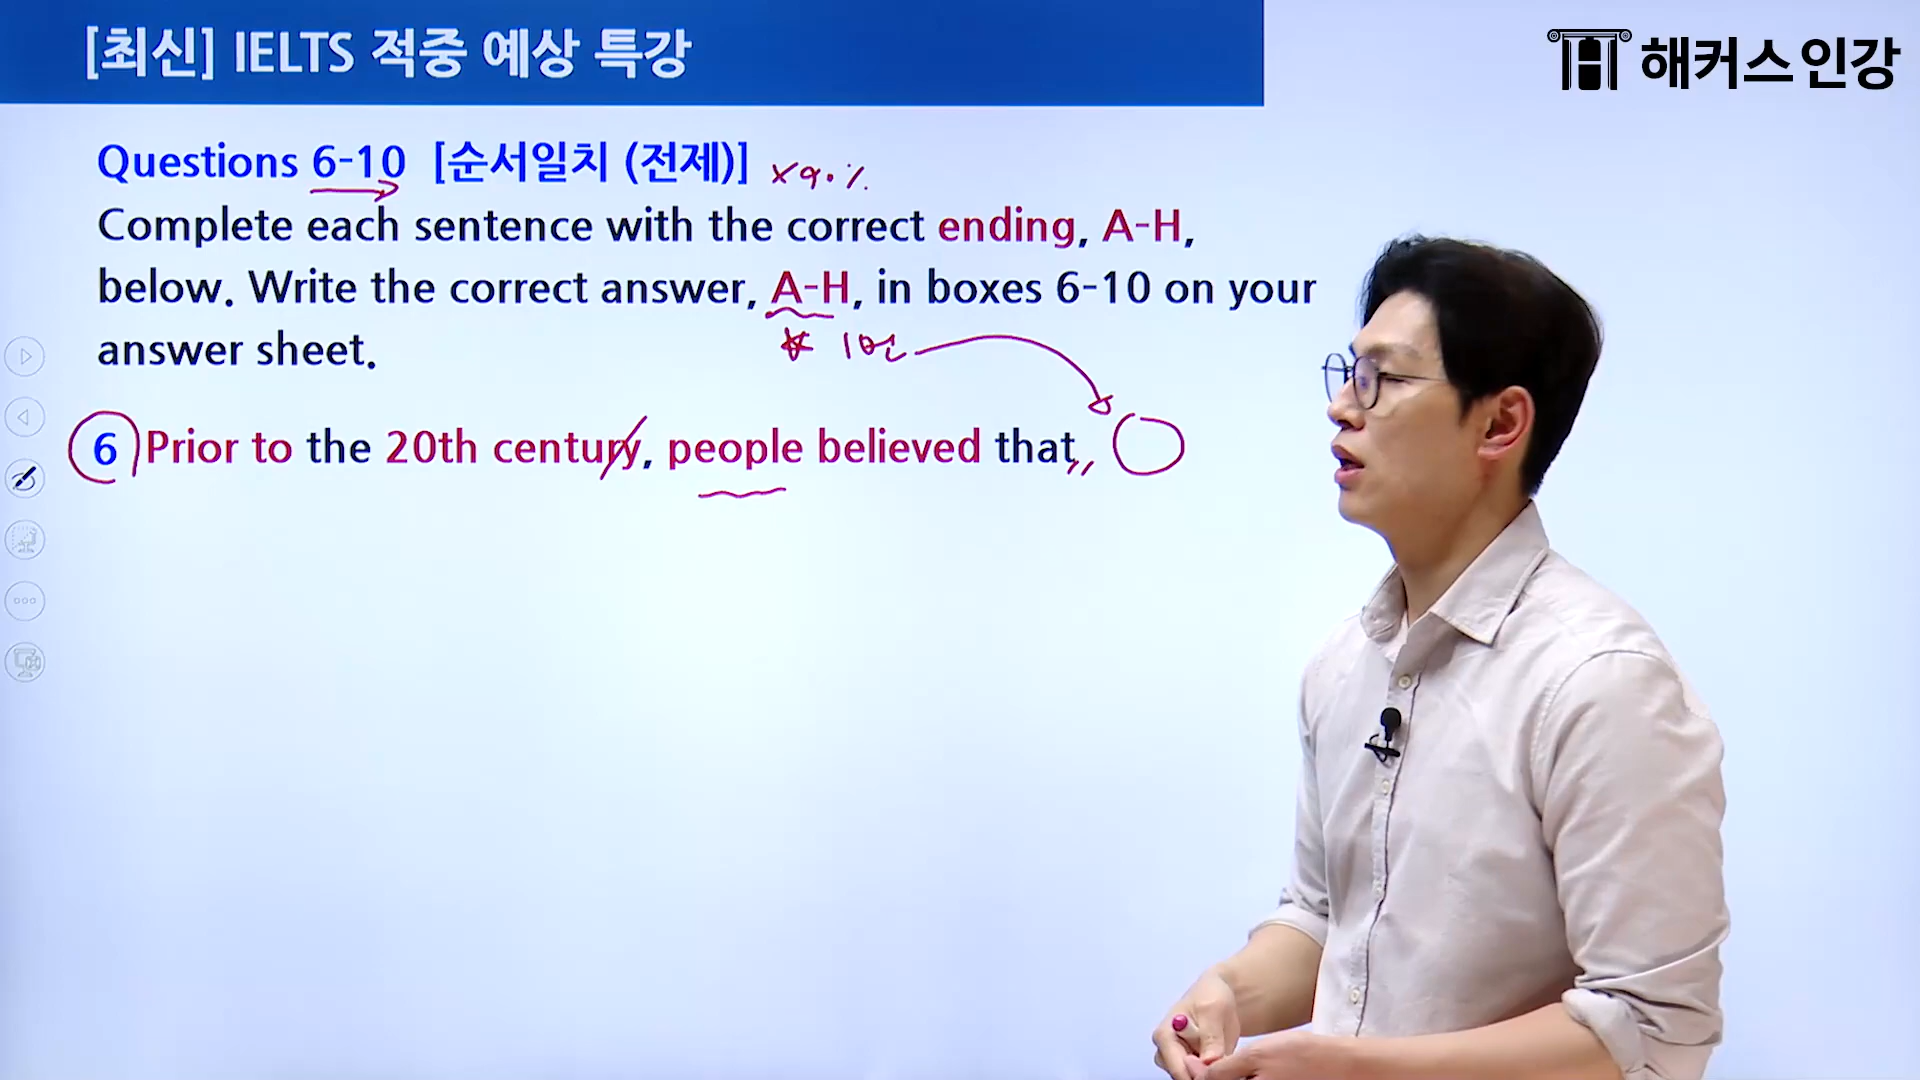 [최신] IELTS 적중 예상 특강
해커스인강
Questions 6-10 [순서일치 (전제)] x90%
Complete each sentence with the correct ending, A-H,
below. Write the correct answer, A-H, in boxes 6-10 on your
answer sheet.
1번
6 Prior to the 20th century, people believed that